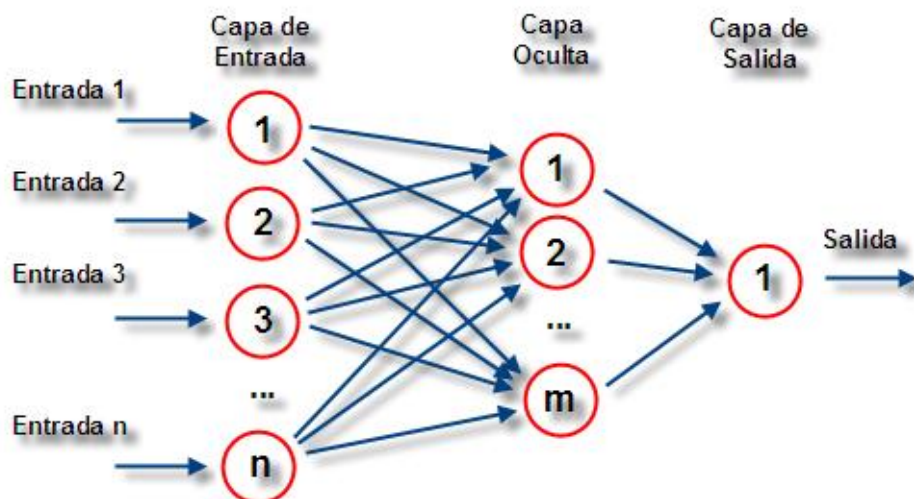 Capa de
Entrada
Capa
Oculta
Capa de
Salida
Entrada 1
1
Entrada 2
2
Entrada 3
3
...
Entrada n
n
1
2
...
m
1
Salida